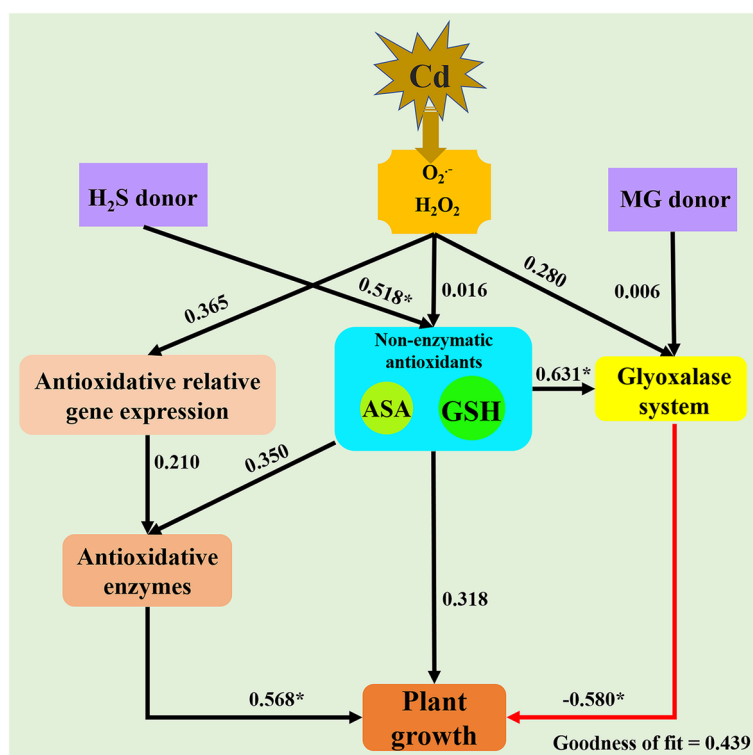 Cd
O₂·⁻
H₂O₂
H₂S donor
MG donor
0.365
0.518*
0.016
0.280
0.006
Non-enzymatic
antioxidants
ASA
GSH
Antioxidative relative
gene expression
0.631*
Glyoxalase
system
0.210
0.350
Antioxidative
enzymes
0.318
0.568*
Plant
growth
-0.580*
Goodness of fit = 0.439